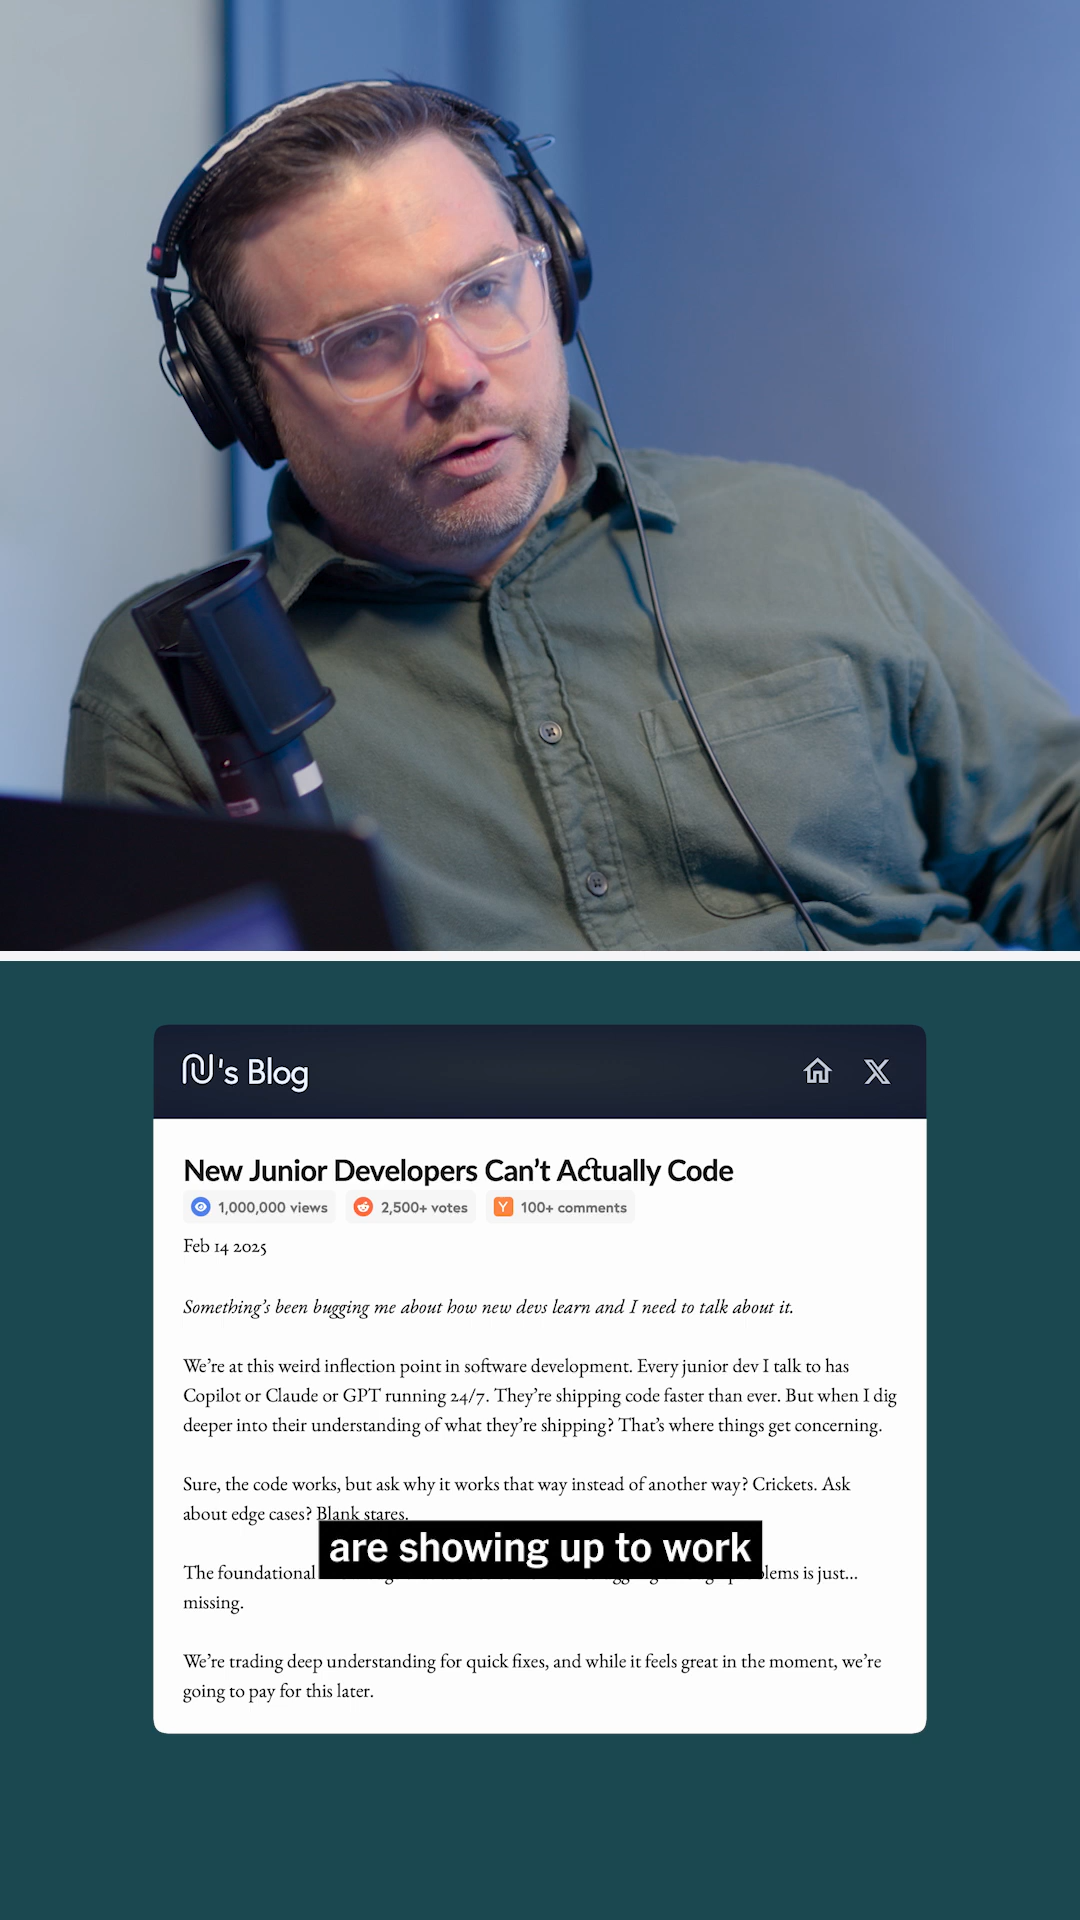 's Blog
New Junior Developers Can't Actually Code
1,000,000 views 2,500+ votes 100+ comments
Feb 14 2025
Something's been bugging me about how new devs learn and I need to talk about it.
We're at this weird inflection point in software development. Every junior dev I talk to has
Copilot or Claude or GPT running 24/7. They're shipping code faster than ever. But when I dig
deeper into their understanding of what they're shipping? That's where things get concerning.
Sure, the code works, but ask why it works that way instead of another way? Crickets. Ask
about edge cases? Blank stares.
are showing up to work
The foundational is just...
missing.
We're trading deep understanding for quick fixes, and while it feels great in the moment, we're
going to pay for this later.